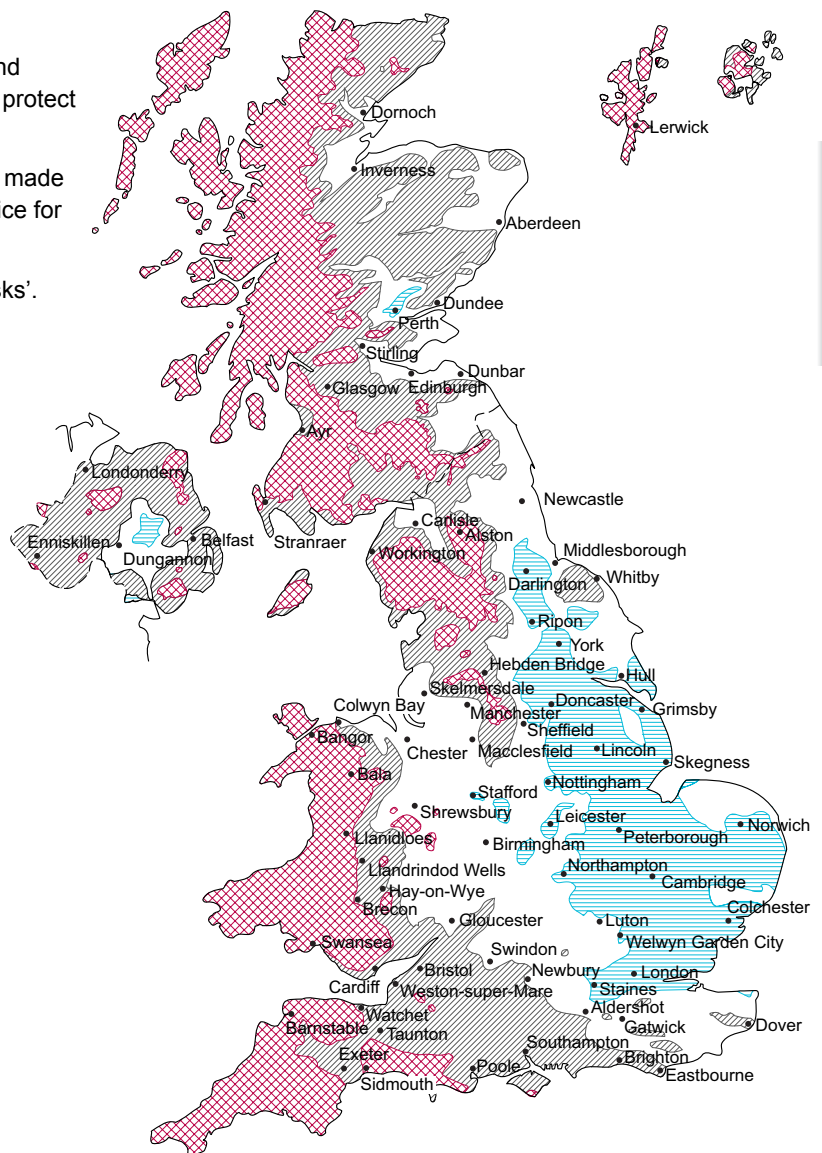 nd
protect
made
ice for
sks’.
Dornoch
Lerwick
Inverness
Aberdeen
Dundee
Perth
Stirling
Dunbar
Glasgow
Edinburgh
Ayr
Londonderry
Newcastle
Carlisle
Alston
Enniskillen
Belfast
Stranraer
Dungannon
Workington
Middlesborough
Darlington
Whitby
Ripon
York
Hebden Bridge
Hull
Skelmersdale
Colwyn Bay
Doncaster
Manchester
Grimsby
Sheffield
Bangor
Chester
Macclesfield
Lincoln
Skegness
Bala
Nottingham
Stafford
Shrewsbury
Leicester
Norwich
Llanidloes
Peterborough
Birmingham
Llandrindod Wells
Northampton
Cambridge
Hay-on-Wye
Brecon
Colchester
Gloucester
Luton
Swansea
Welwyn Garden City
Swindon
Bristol
Newbury
London
Cardiff
Staines
Weston-super-Mare
Aldershot
Watchet
Gatwick
Dover
Barnstable
Taunton
Southampton
Exeter
Brighton
Sidmouth
Poole
Eastbourne